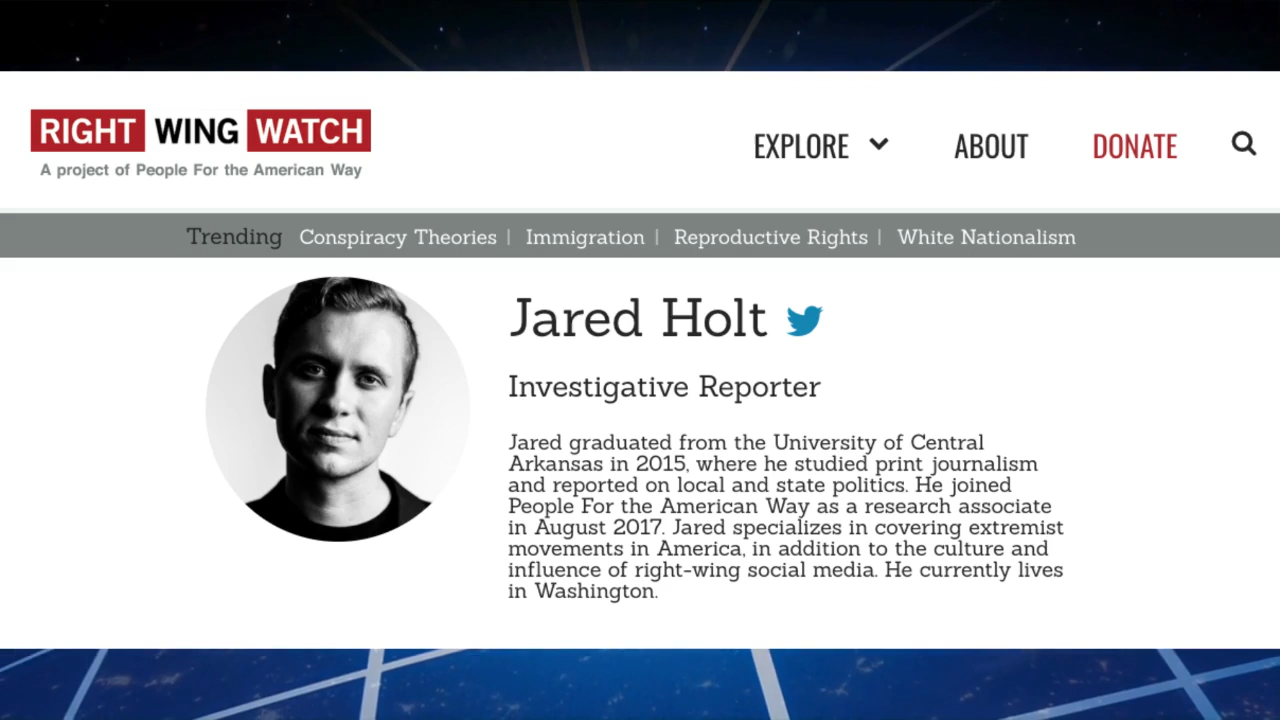 RIGHT WING WATCH
A project of People For the American Way
EXPLORE ABOUT DONATE
Trending Conspiracy Theories | Immigration | Reproductive Rights | White Nationalism
Jared Holt
Investigative Reporter
Jared graduated from the University of Central
Arkansas in 2015, where he studied print journalism
and reported on local and state politics. He joined
People For the American Way as a research associate
in August 2017. Jared specializes in covering extremist
movements in America, in addition to the culture and
influence of right-wing social media. He currently lives
in Washington.